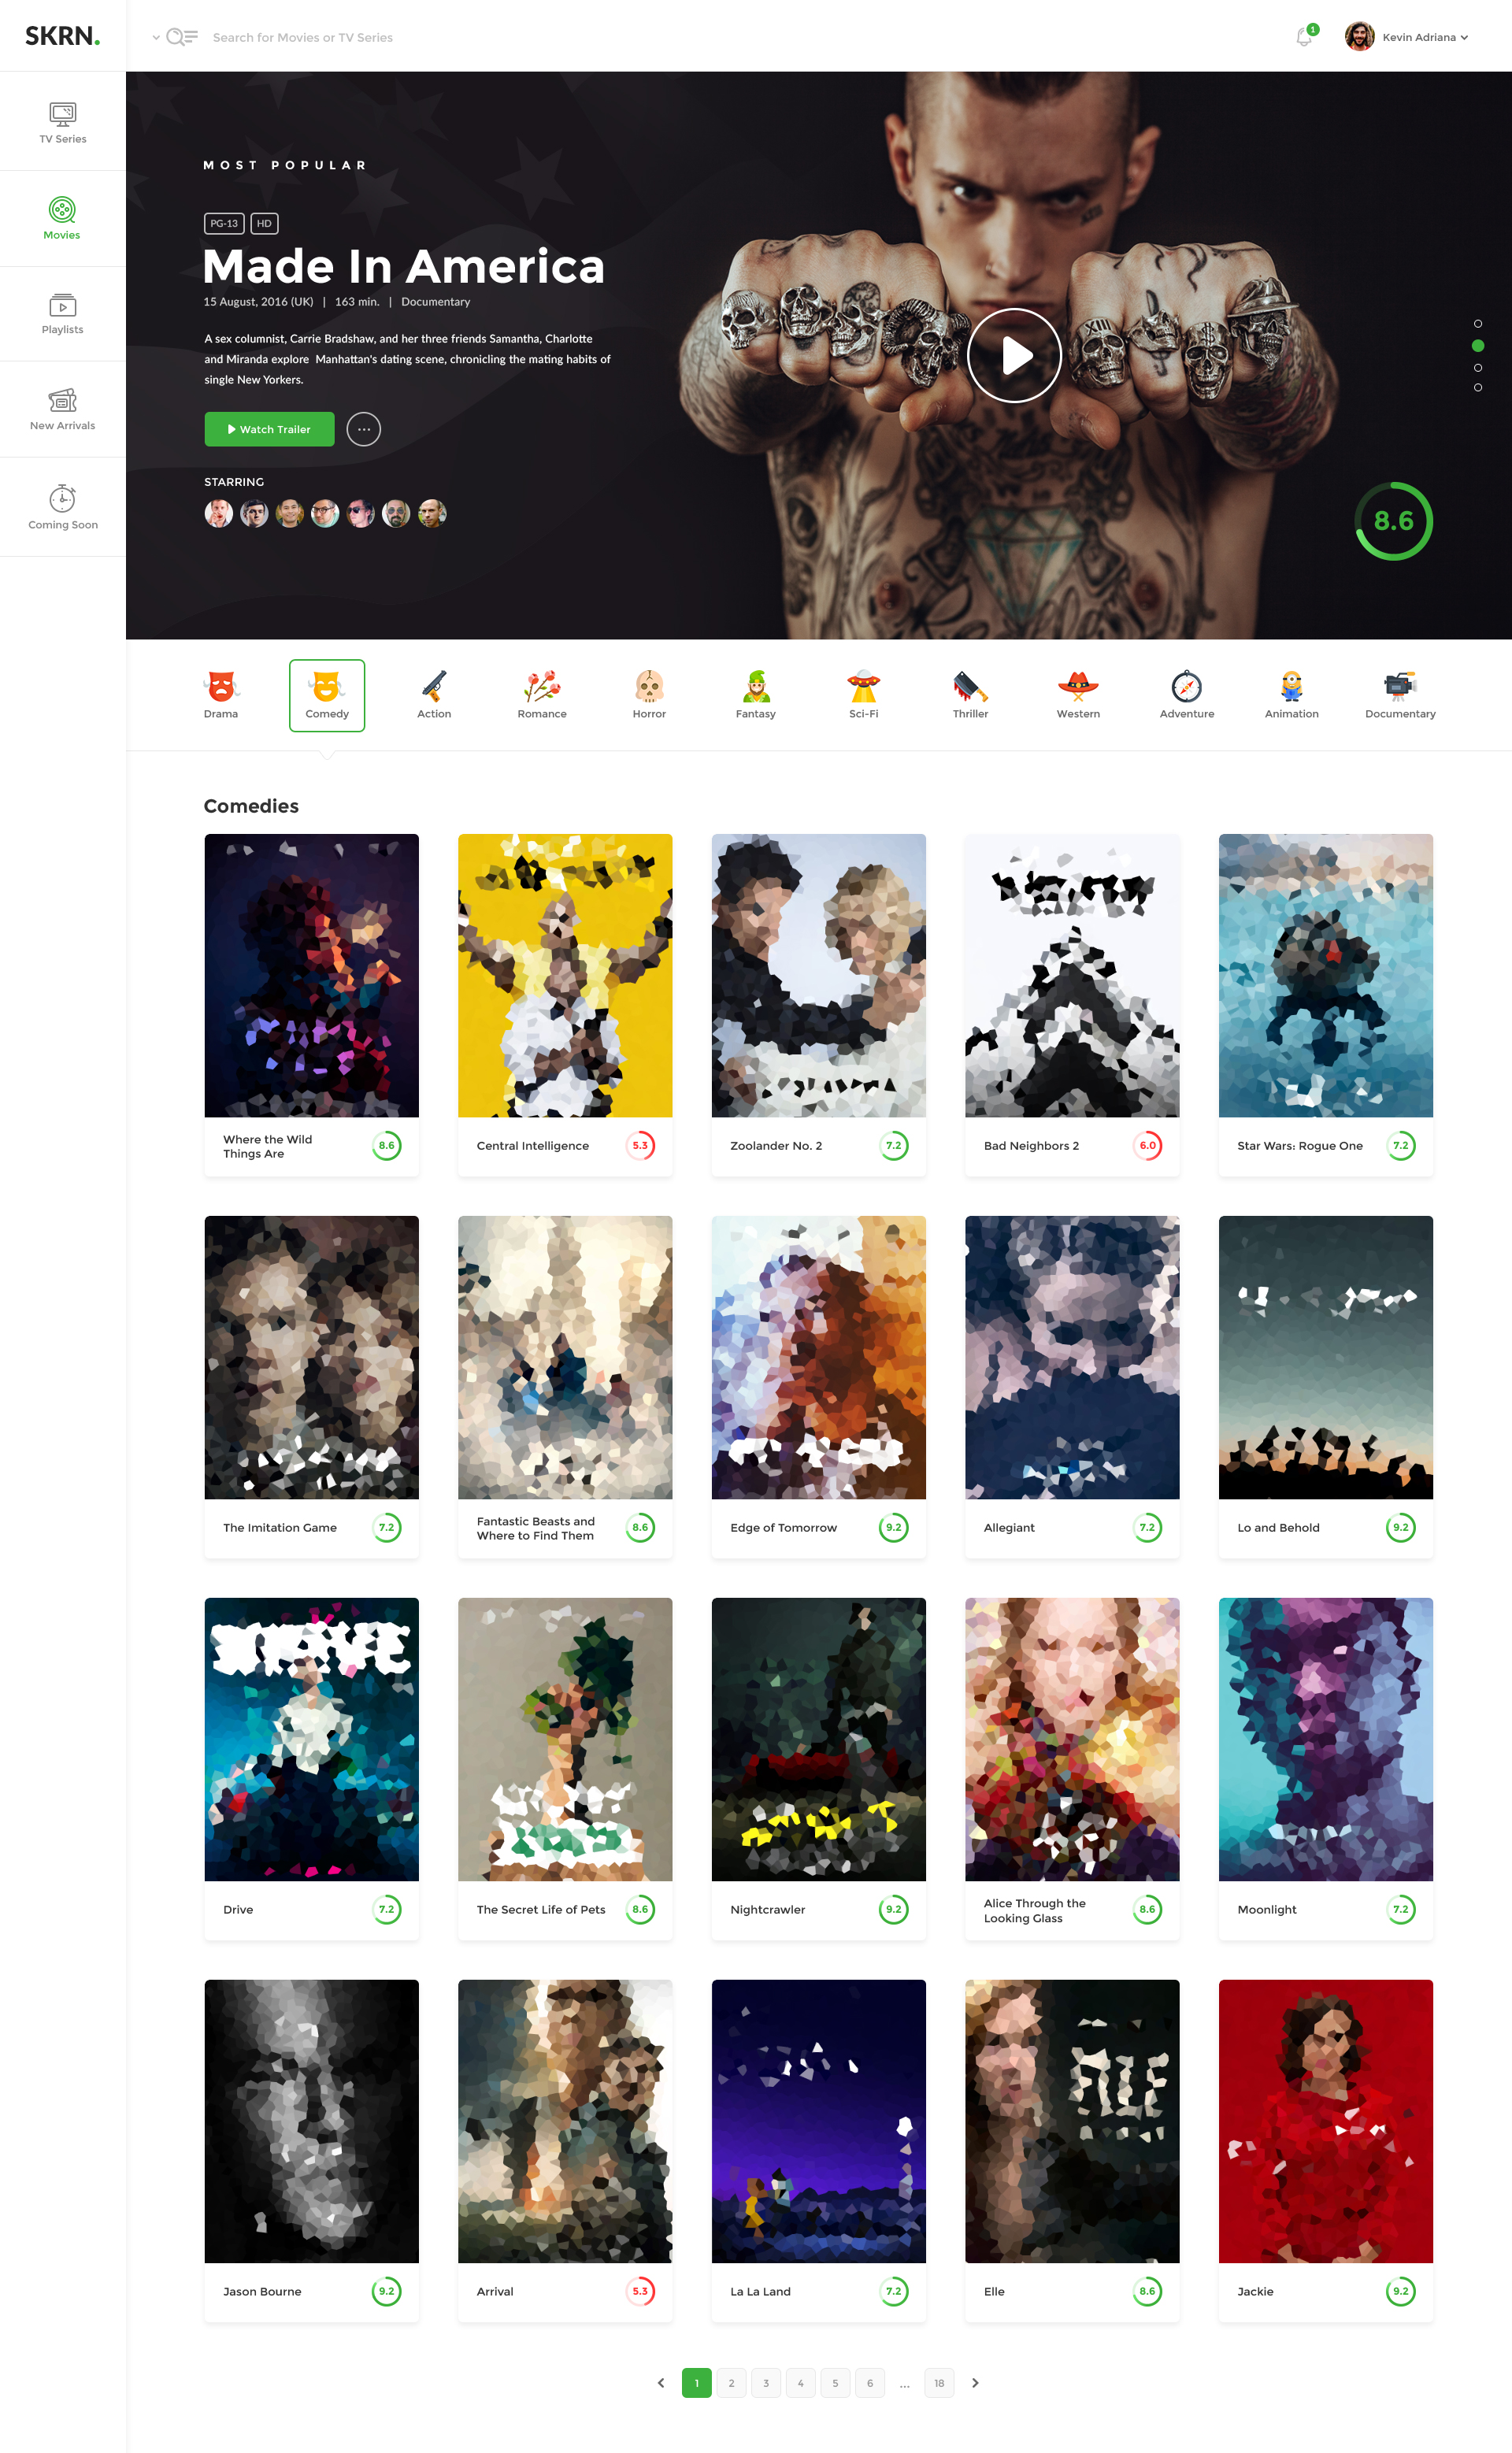 SKRN.
Search for Movies or TV Series
1
Kevin Adriana
TV Series
Movies
Playlists
New Arrivals
Coming Soon
MOST POPULAR
PG-13 HD
Made In America
15 August, 2016 (UK) | 163 min. | Documentary
A sex columnist, Carrie Bradshaw, and her three friends Samantha, Charlotte
and Miranda explore Manhattan's dating scene, chronicling the mating habits of
single New Yorkers.
Watch Trailer
STARRING
XIII
8.6
Drama
Comedy
Action
Romance
Horror
Fantasy
Sci-Fi
Thriller
Western
Adventure
Animation
Documentary
Comedies
Where the Wild
Things Are
8.6
Central Intelligence
5.3
Zoolander No. 2
7.2
Bad Neighbors 2
6.0
Star Wars: Rogue One
7.2
The Imitation Game
7.2
Fantastic Beasts and
Where to Find Them
8.6
Edge of Tomorrow
9.2
Allegiant
7.2
Lo and Behold
9.2
Drive
7.2
The Secret Life of Pets
8.6
Nightcrawler
9.2
Alice Through the
Looking Glass
8.6
Moonlight
7.2
Jason Bourne
9.2
Arrival
5.3
La La Land
7.2
Elle
8.6
Jackie
9.2
1 2 3 4 5 6 ... 18